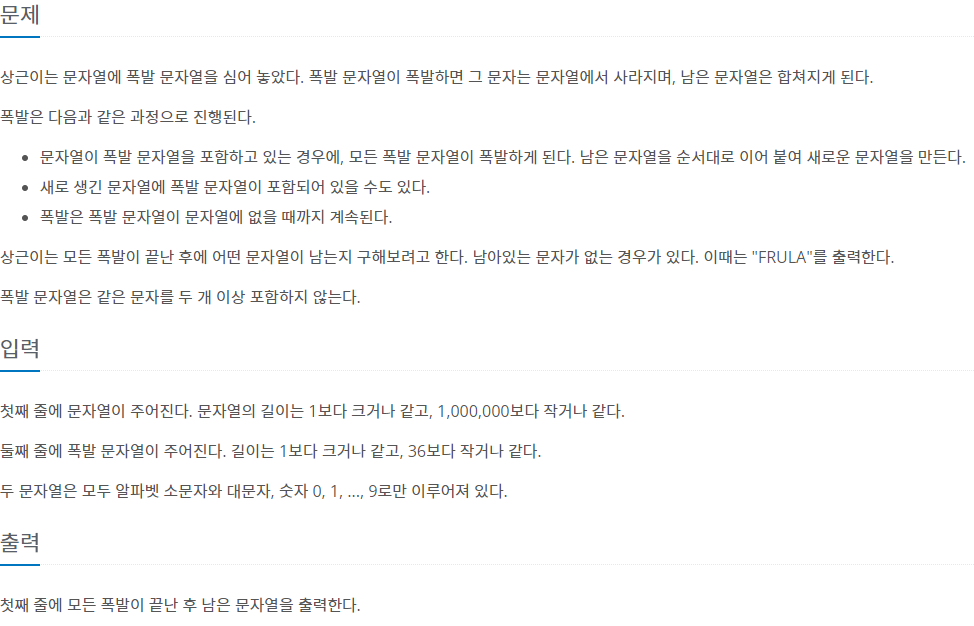 문제
상근이는 문자열에 폭발 문자열을 심어 놓았다. 폭발 문자열이 폭발하면 그 문자는 문자열에서 사라지며, 남은 문자열은 합쳐지게 된다.
폭발은 다음과 같은 과정으로 진행된다.
• 문자열이 폭발 문자열을 포함하고 있는 경우에, 모든 폭발 문자열이 폭발하게 된다. 남은 문자열을 순서대로 이어 붙여 새로운 문자열을 만든다.
• 새로 생긴 문자열에 폭발 문자열이 포함되어 있을 수도 있다.
• 폭발은 폭발 문자열이 문자열에 없을 때까지 계속된다.
상근이는 모든 폭발이 끝난 후에 어떤 문자열이 남는지 구해보려고 한다. 남아있는 문자가 없는 경우가 있다. 이때는 "FRULA"를 출력한다.
폭발 문자열은 같은 문자를 두 개 이상 포함하지 않는다.
입력
첫째 줄에 문자열이 주어진다. 문자열의 길이는 1보다 크거나 같고, 1,000,000보다 작거나 같다.
둘째 줄에 폭발 문자열이 주어진다. 길이는 1보다 크거나 같고, 36보다 작거나 같다.
두 문자열은 모두 알파벳 소문자와 대문자, 숫자 0, 1, ..., 9로만 이루어져 있다.
출력
첫째 줄에 모든 폭발이 끝난 후 남은 문자열을 출력한다.